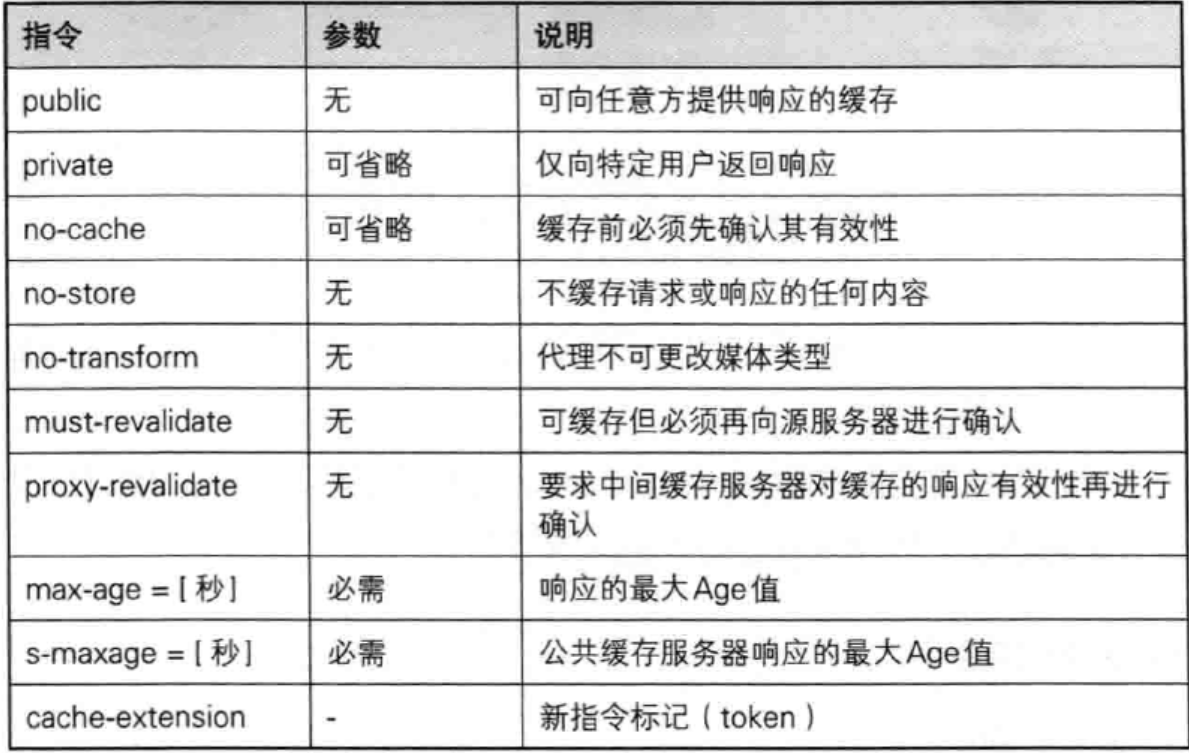 指令 参数 说明
public 无 可向任意方提供响应的缓存
private 可省略 仅向特定用户返回响应
no-cache 可省略 缓存前必须先确认其有效性
no-store 无 不缓存请求或响应的任何内容
no-transform 无 代理不可更改媒体类型
must-revalidate 无 可缓存但必须再向源服务器进行确认
proxy-revalidate 无 要求中间缓存服务器对缓存的响应有效性再进行
确认
max-age = [ 秒] 必需 响应的最大Age值
s-maxage = [ 秒] 必需 公共缓存服务器响应的最大Age值
cache-extension - 新指令标记（token）